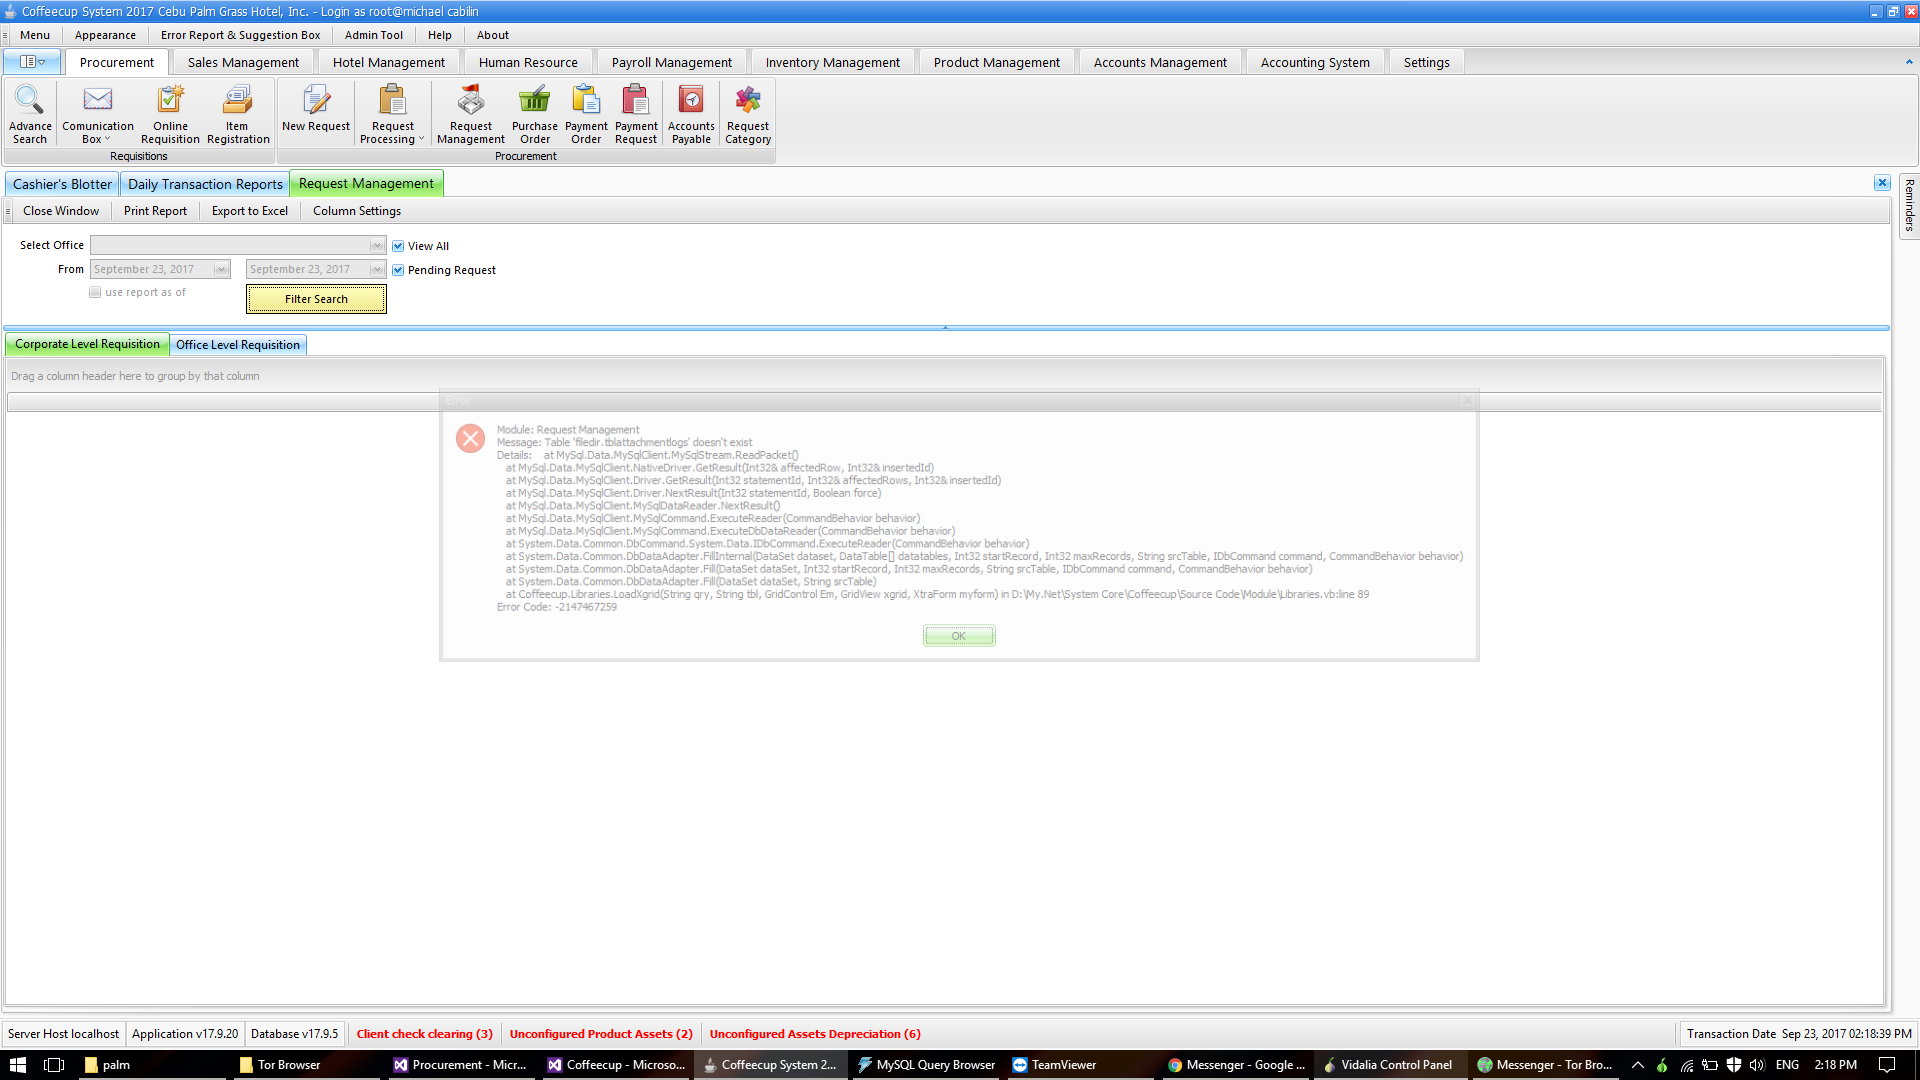 Coffeecup System 2017 Cebu Palm Grass Hotel, Inc. - Login as root@michael cabilin
Menu Appearance Error Report & Suggestion Box Admin Tool Help About
Procurement Sales Management Hotel Management Human Resource Payroll Management Inventory Management Product Management Accounts Management Accounting System Settings
Advance Search
Comunication Box
Online Requisition
Item Registration
New Request
Request Processing
Request Management
Purchase Order
Payment Order
Payment Request
Accounts Payable
Request Category
Requisitions
Procurement
Cashier's Blotter Daily Transaction Reports Request Management
Reminders
Close Window Print Report Export to Excel Column Settings
Select Office View All
From September 23, 2017 September 23, 2017 Pending Request
use report as of Filter Search
Corporate Level Requisition Office Level Requisition
Drag a column header here to group by that column
Error
Module: Request Management
Message: Table 'filedir.tblattachmentlogs' doesn't exist
Details: at MySql.Data.MySqlClient.MySqlStream.ReadPacket()
at MySql.Data.MySqlClient.NativeDriver.GetResult(Int32& affectedRow, Int32& insertedId)
at MySql.Data.MySqlClient.Driver.GetResult(Int32 statementId, Int32& affectedRows, Int32& insertedId)
at MySql.Data.MySqlClient.Driver.NextResult(Int32 statementId, Boolean force)
at MySql.Data.MySqlClient.MySqlDataReader.NextResult()
at MySql.Data.MySqlClient.MySqlCommand.ExecuteReader(CommandBehavior behavior)
at MySql.Data.MySqlClient.MySqlCommand.ExecuteDbDataReader(CommandBehavior behavior)
at System.Data.Common.DbCommand.System.Data.IDbCommand.ExecuteReader(CommandBehavior behavior)
at System.Data.Common.DbDataAdapter.FillInternal(DataSet dataset, DataTable[] datatables, Int32 startRecord, Int32 maxRecords, String srcTable, IDbCommand command, CommandBehavior behavior)
at System.Data.Common.DbDataAdapter.Fill(DataSet dataSet, Int32 startRecord, Int32 maxRecords, String srcTable, IDbCommand command, CommandBehavior behavior)
at System.Data.Common.DbDataAdapter.Fill(DataSet dataSet, String srcTable)
at Coffeecup.Libraries.LoadXgrid(String qry, String tbl, GridControl Em, GridView xgrid, XtraForm myform) in D:\My.Net\System Core\Coffeecup\Source Code\Module\Libraries.vb:line 89
Error Code: -2147467259
OK
Server Host localhost Application v17.9.20 Database v17.9.5 Client check clearing (3) Unconfigured Product Assets (2) Unconfigured Assets Depreciation (6) Transaction Date Sep 23, 2017 02:18:39 PM
palm Tor Browser Procurement - Micr... Coffeecup - Microso... Coffeecup System 2... MySQL Query Browser TeamViewer Messenger - Google ... Vidalia Control Panel Messenger - Tor Bro... ENG 2:18 PM